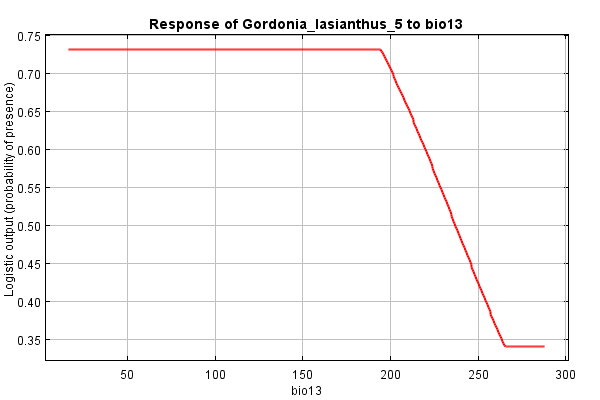 Response of Gordonia_lasianthus_5 to bio13
Logistic output (probability of presence)
0.75
0.70
0.65
0.60
0.55
0.50
0.45
0.40
0.35
50 100 150 200 250 300
bio13